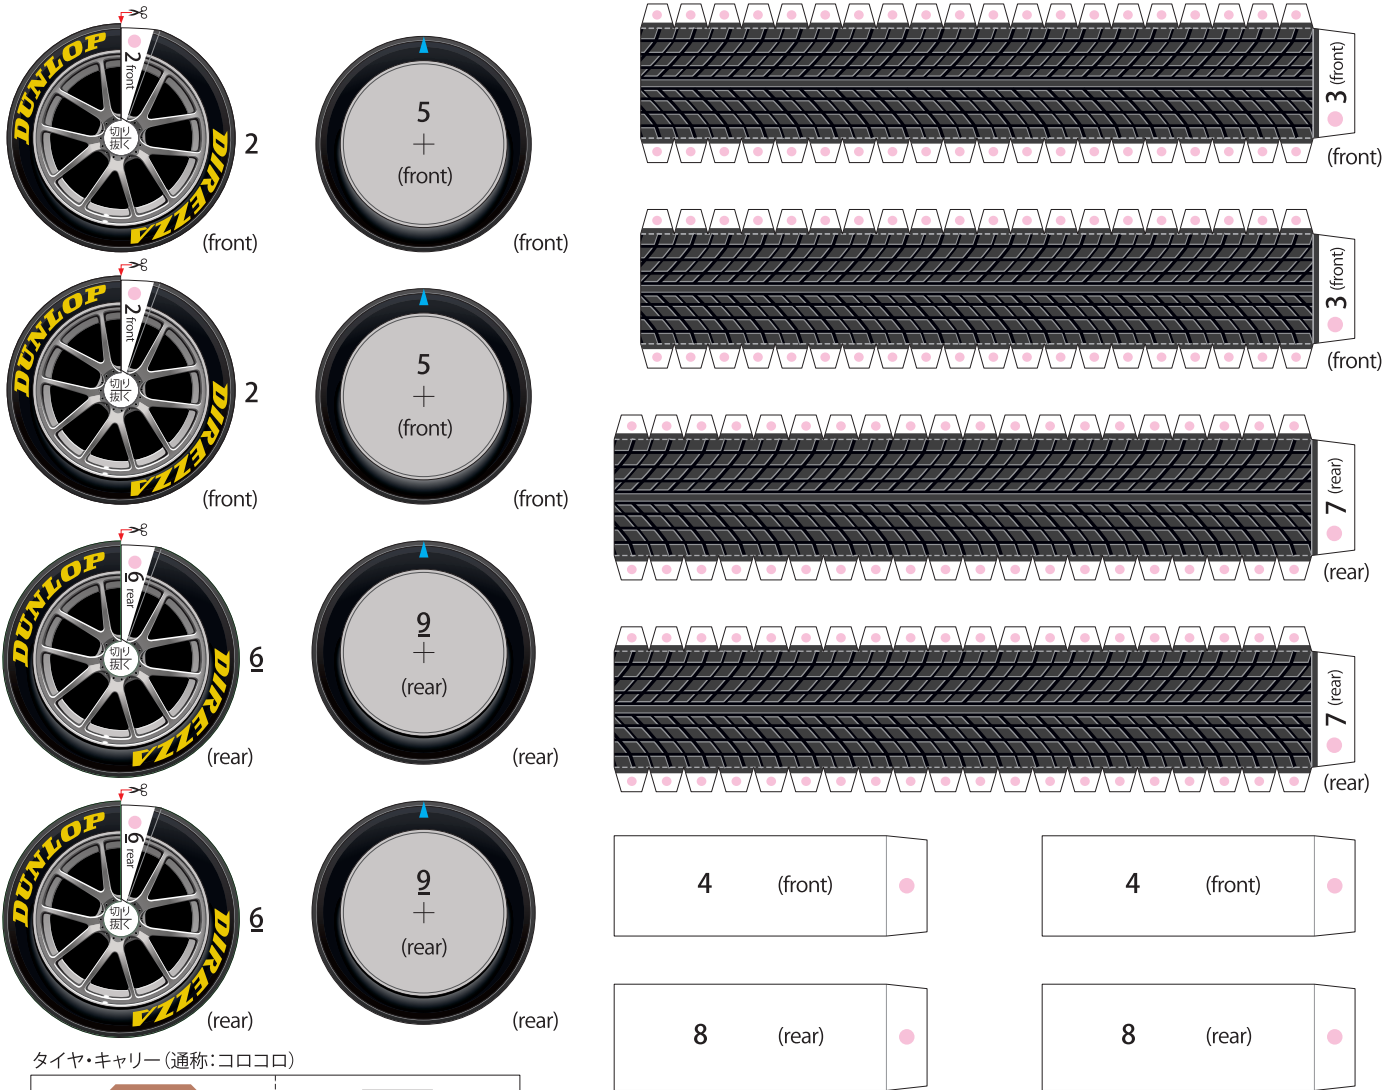 DUNLOP
DIREZZA
2 front
切り
抜く
2
(front)
5
(front)
(front)
3 (front)
(front)
DUNLOP
DIREZZA
2 front
切り
抜く
2
(front)
5
(front)
(front)
3 (front)
(front)
DUNLOP
DIREZZA
6 rear
切り
抜く
6
(rear)
9
(rear)
(rear)
7 (rear)
(rear)
DUNLOP
DIREZZA
6 rear
切り
抜く
6
(rear)
9
(rear)
(rear)
7 (rear)
(rear)
4 (front)
4 (front)
8 (rear)
8 (rear)
タイヤ・キャリー（通称：コロコロ）